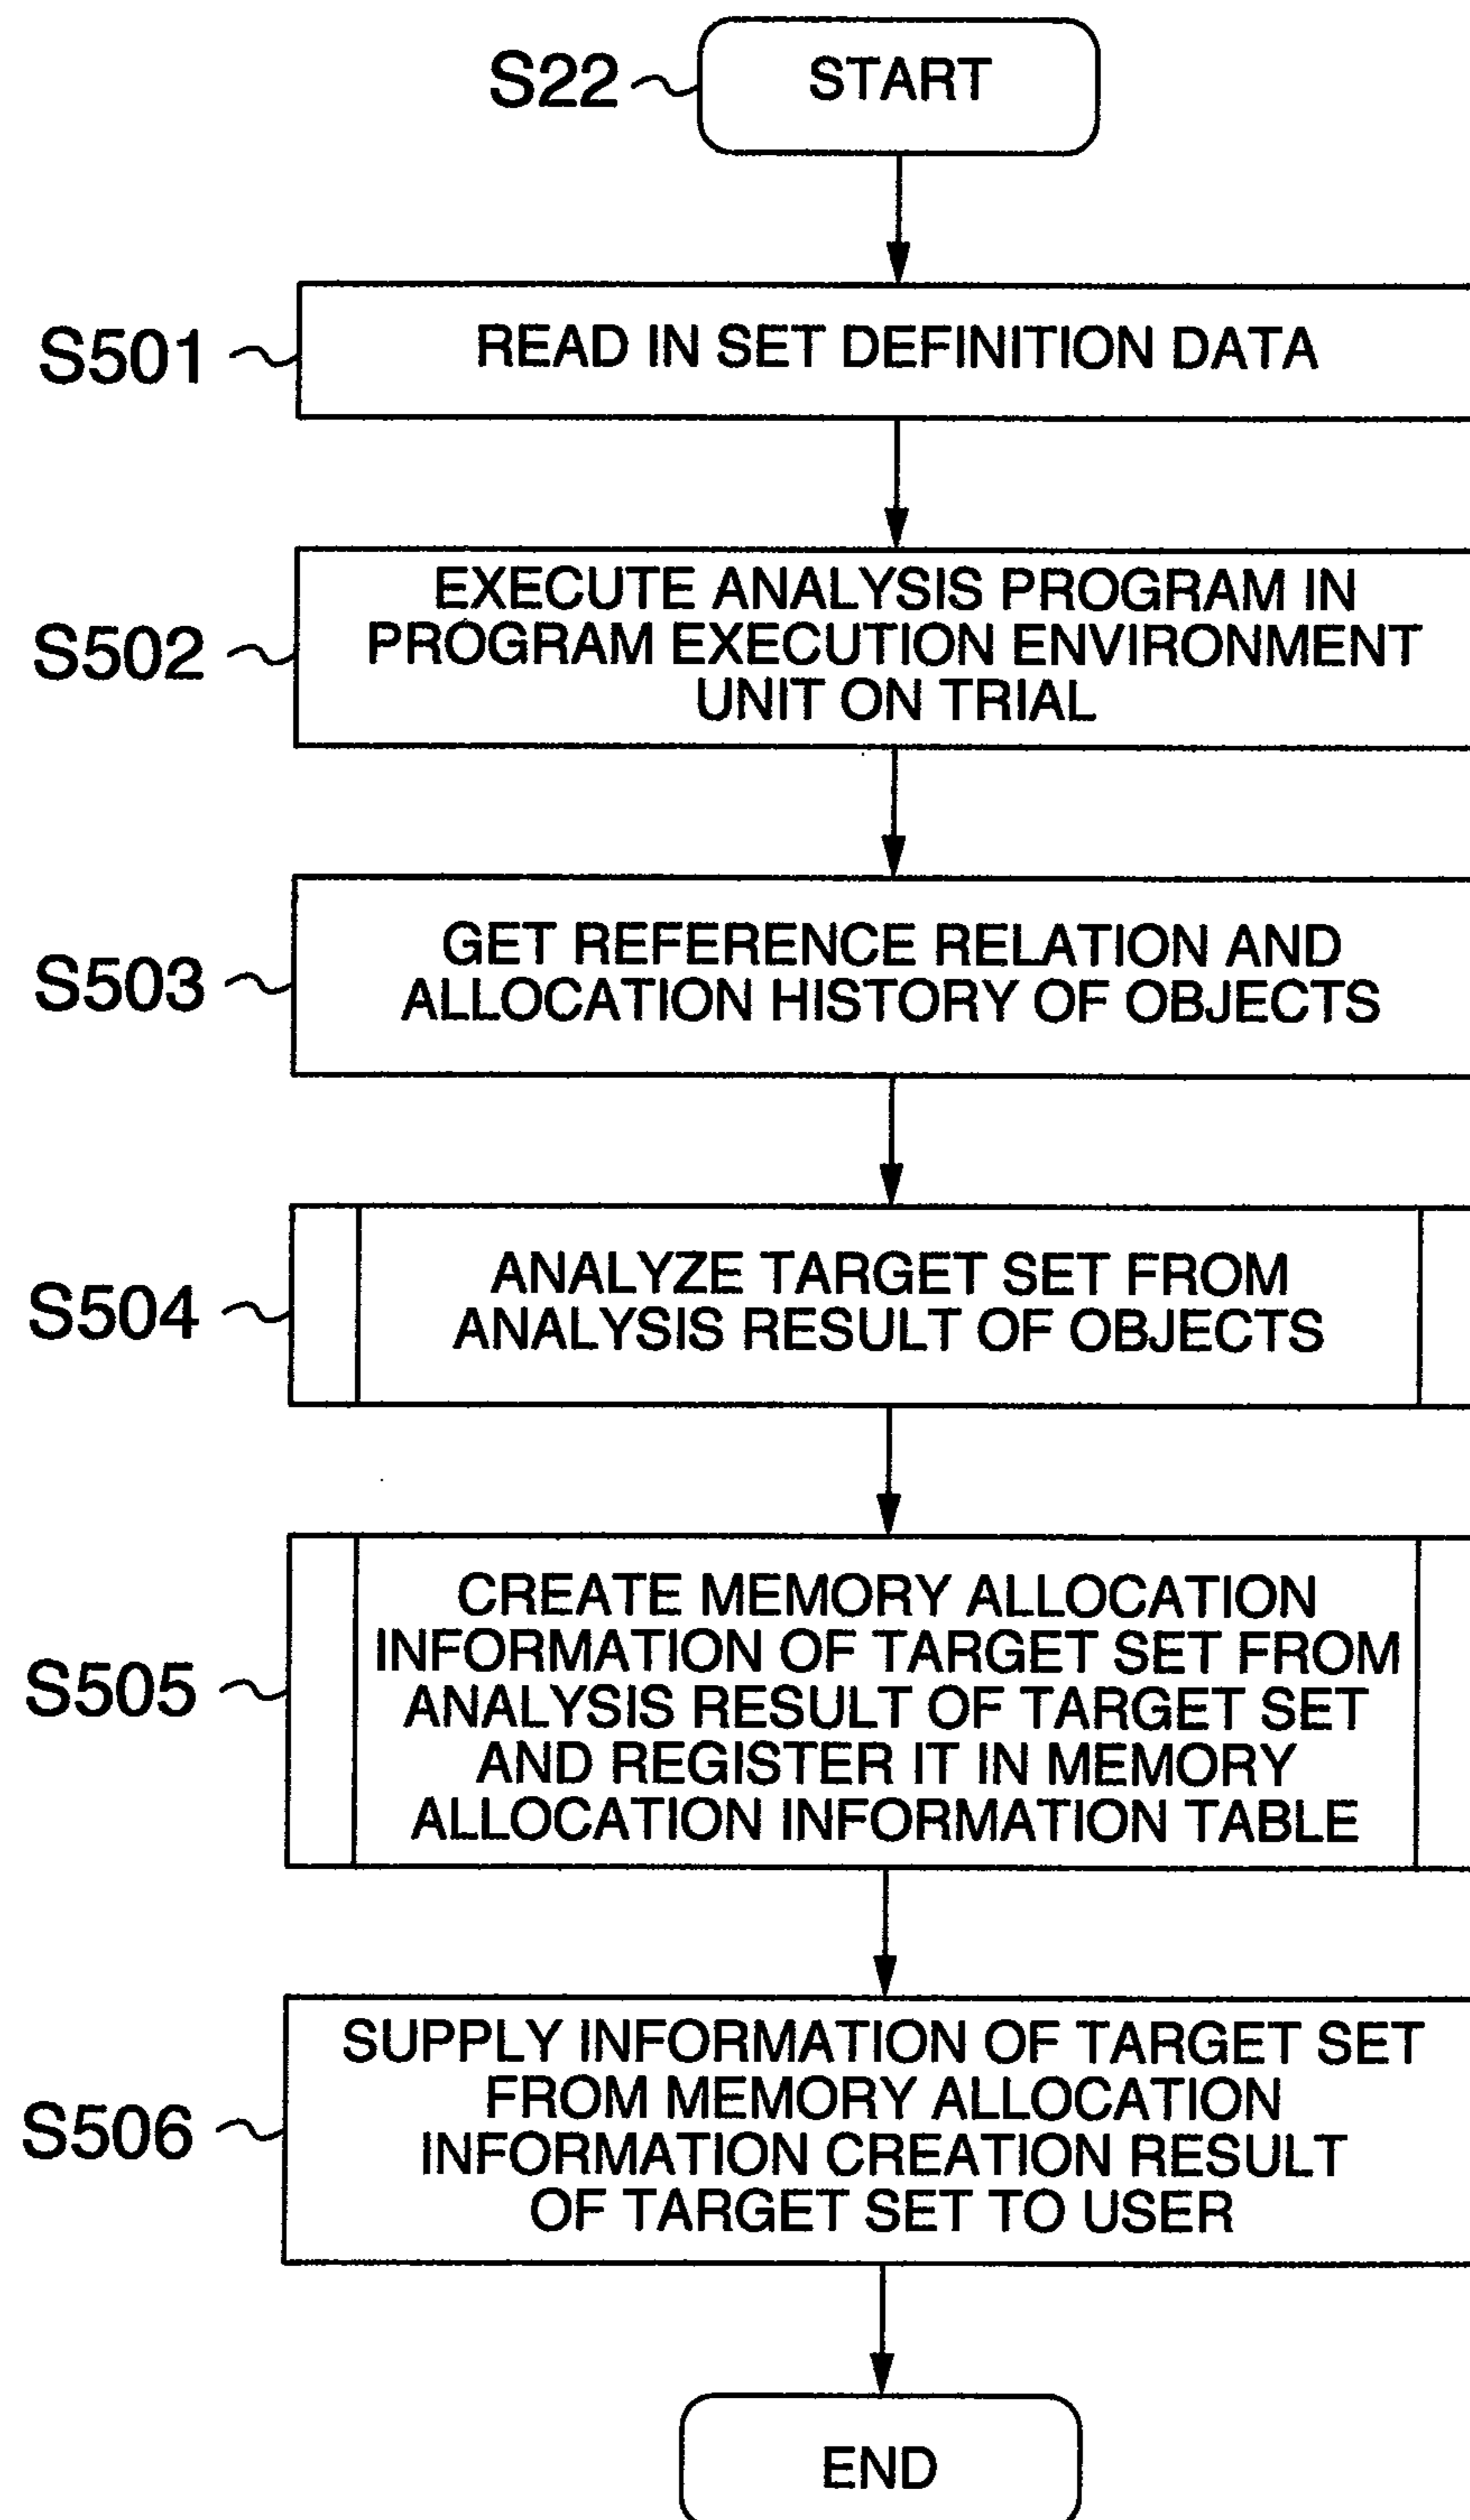 S22
START
S501
READ IN SET DEFINITION DATA
S502
EXECUTE ANALYSIS PROGRAM IN
PROGRAM EXECUTION ENVIRONMENT
UNIT ON TRIAL
S503
GET REFERENCE RELATION AND
ALLOCATION HISTORY OF OBJECTS
S504
ANALYZE TARGET SET FROM
ANALYSIS RESULT OF OBJECTS
S505
CREATE MEMORY ALLOCATION
INFORMATION OF TARGET SET FROM
ANALYSIS RESULT OF TARGET SET
AND REGISTER IT IN MEMORY
ALLOCATION INFORMATION TABLE
S506
SUPPLY INFORMATION OF TARGET SET
FROM MEMORY ALLOCATION
INFORMATION CREATION RESULT
OF TARGET SET TO USER
END